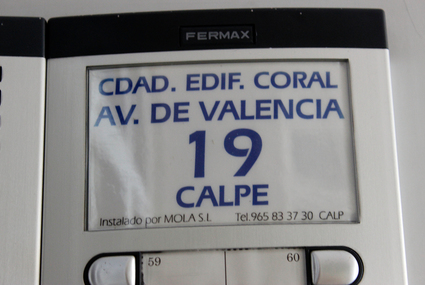 FERMAX
CDAD. EDIF. CORAL
AV. DE VALENCIA
19
CALPE
Instalado por MOLA S.L Tel.965 83 37 30 CALP
59 60